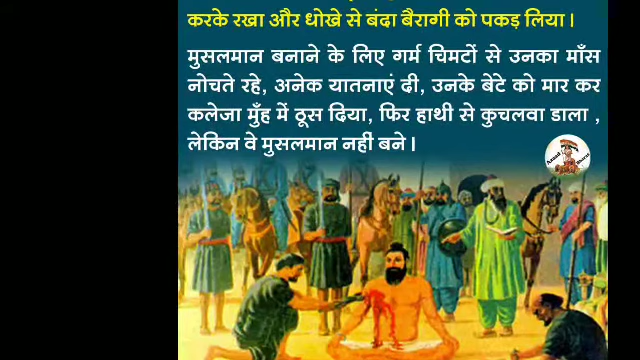 करके रखा और धोखे से बंदा बैरागी को पकड़ लिया ।
मुसलमान बनाने के लिए गर्म चिमटों से उनका माँस
नोचते रहे, अनेक यातनाएं दी, उनके बेटे को मार कर
कलेजा मुँह में ठूस दिया, फिर हाथी से कुचलवा डाला ,
लेकिन वे मुसलमान नहीं बने ।